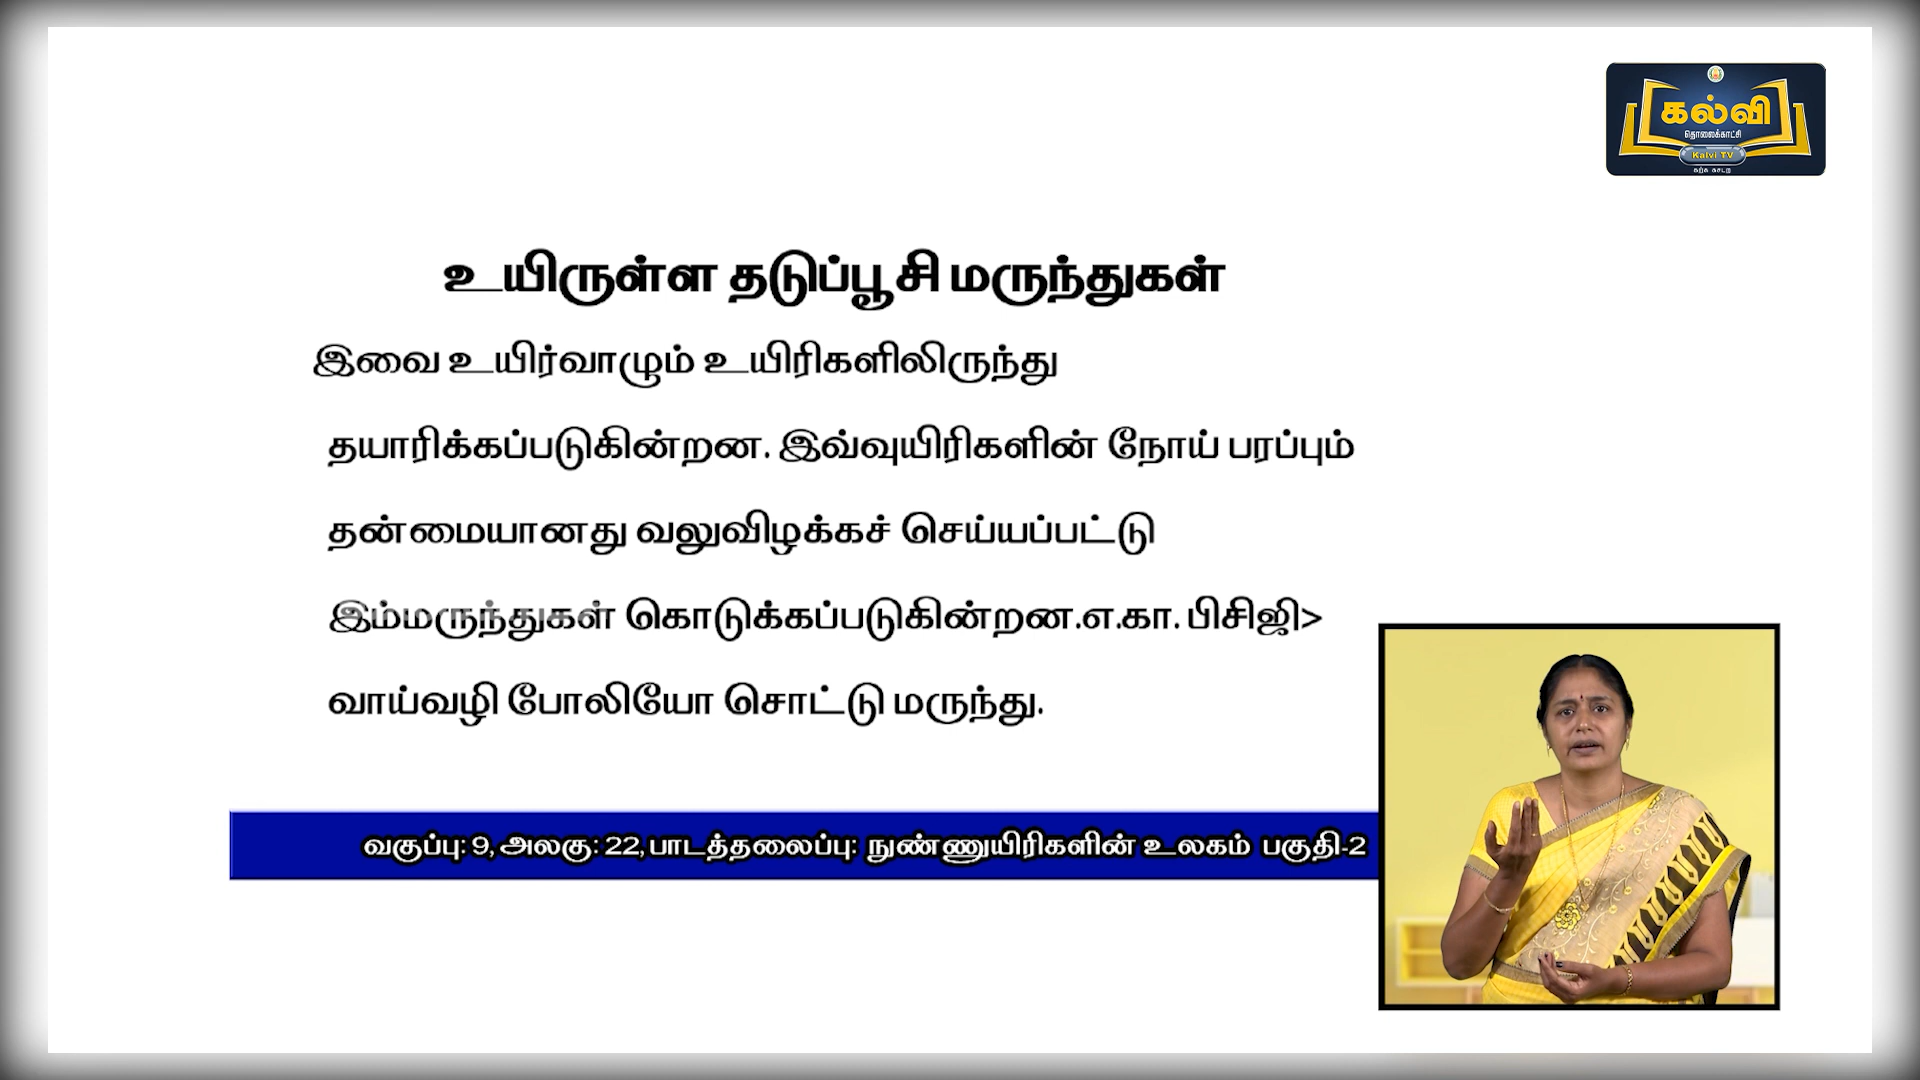 கல்வி
தொலைக்காட்சி
Kalvi TV
கற்க கசடற
உயிருள்ள தடுப்பூசி மருந்துகள்
இவை உயிர்வாழும் உயிரிகளிலிருந்து
தயாரிக்கப்படுகின்றன. இவ்வுயிரிகளின் நோய் பரப்பும்
தன்மையானது வலுவிழக்கச் செய்யப்பட்டு
இம்மருந்துகள் கொடுக்கப்படுகின்றன.எ.கா. பிசிஜி>
வாய்வழி போலியோ சொட்டு மருந்து.
வகுப்பு: 9, அலகு: 22, பாடத்தலைப்பு: நுண்ணுயிரிகளின் உலகம் பகுதி-2